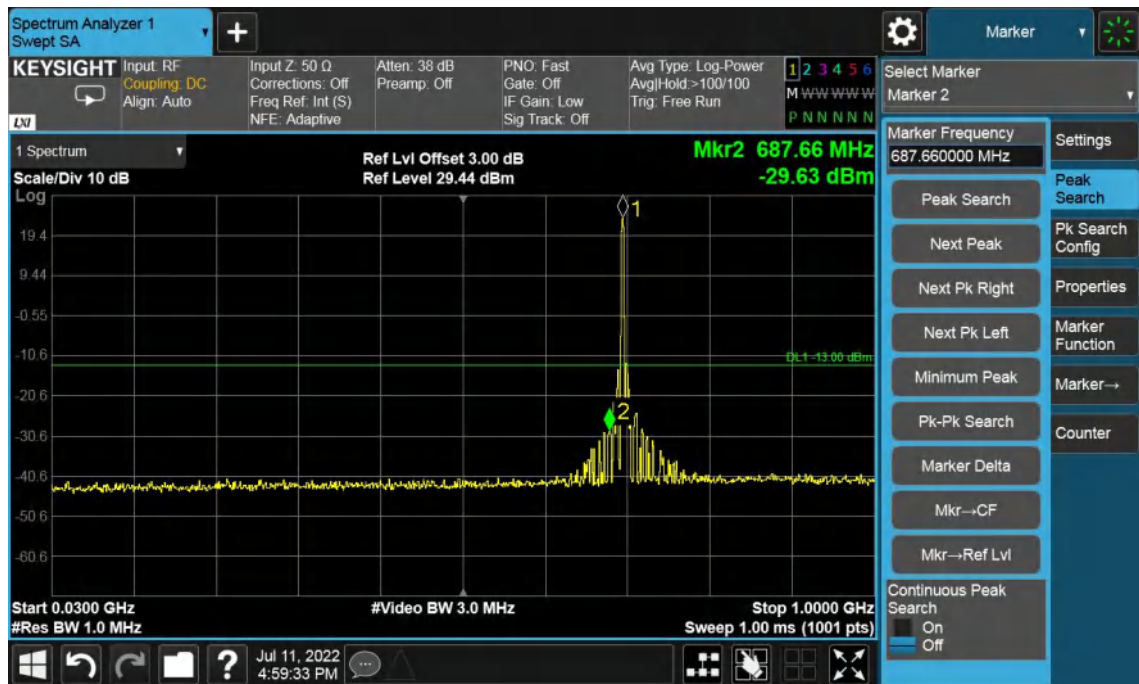 Spectrum Analyzer 1
Swept SA
+
Marker
KEYSIGHT
LXI
Input: RF
Coupling: DC
Align: Auto
Input Z: 50 Ω
Corrections: Off
Freq Ref: Int (S)
NFE: Adaptive
Atten: 38 dB
Preamp: Off
PNO: Fast
Gate: Off
IF Gain: Low
Sig Track: Off
Avg Type: Log-Power
Avg|Hold:>100/100
Trig: Free Run
1 2 3 4 5 6
M W W W W W
P N N N N N
Select Marker
Marker 2
1 Spectrum
Scale/Div 10 dB
Ref Lvl Offset 3.00 dB
Ref Level 29.44 dBm
Mkr2 687.66 MHz
-29.63 dBm
Log
19.4
9.44
-0.55
-10.6
-20.6
-30.6
-40.6
-50.6
-60.6
1
DL1 -13.00 dBm
2
Start 0.0300 GHz
#Res BW 1.0 MHz
#Video BW 3.0 MHz
Stop 1.0000 GHz
Sweep 1.00 ms (1001 pts)
Marker Frequency
687.660000 MHz
Peak Search
Next Peak
Next Pk Right
Next Pk Left
Minimum Peak
Pk-Pk Search
Marker Delta
Mkr→CF
Mkr→Ref Lvl
Continuous Peak
Search
On
Off
Settings
Peak
Search
Pk Search
Config
Properties
Marker
Function
Marker→
Counter
?
Jul 11, 2022
4:59:33 PM